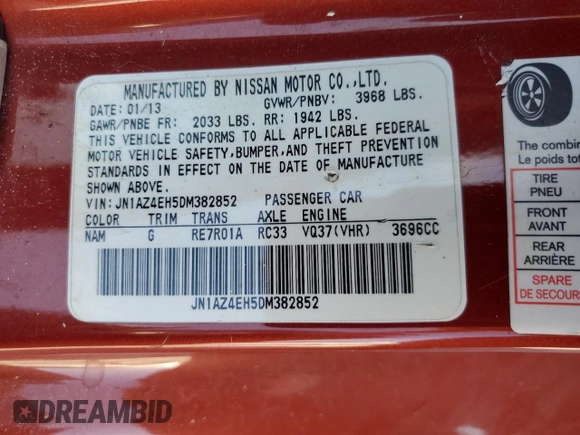 MANUFACTURED BY NISSAN MOTOR CO.,LTD.
DATE: 01/13 GVWR/PNBV: 3968 LBS.
GAWR/PNBE FR: 2033 LBS. RR: 1942 LBS.
THIS VEHICLE CONFORMS TO ALL APPLICABLE FEDERAL
MOTOR VEHICLE SAFETY,BUMPER,AND THEFT PREVENTION
STANDARDS IN EFFECT ON THE DATE OF MANUFACTURE
SHOWN ABOVE.
VIN: JN1AZ4EH5DM382852 PASSENGER CAR
COLOR TRIM TRANS AXLE ENGINE
NAM G RE7R01A RC33 VQ37(VHR) 3696CC
JN1AZ4EH5DM382852
The combin
Le poids tot
TIRE
PNEU
FRONT
AVANT
REAR
ARRIÈRE
SPARE
DE SECOURS
DREAMBID